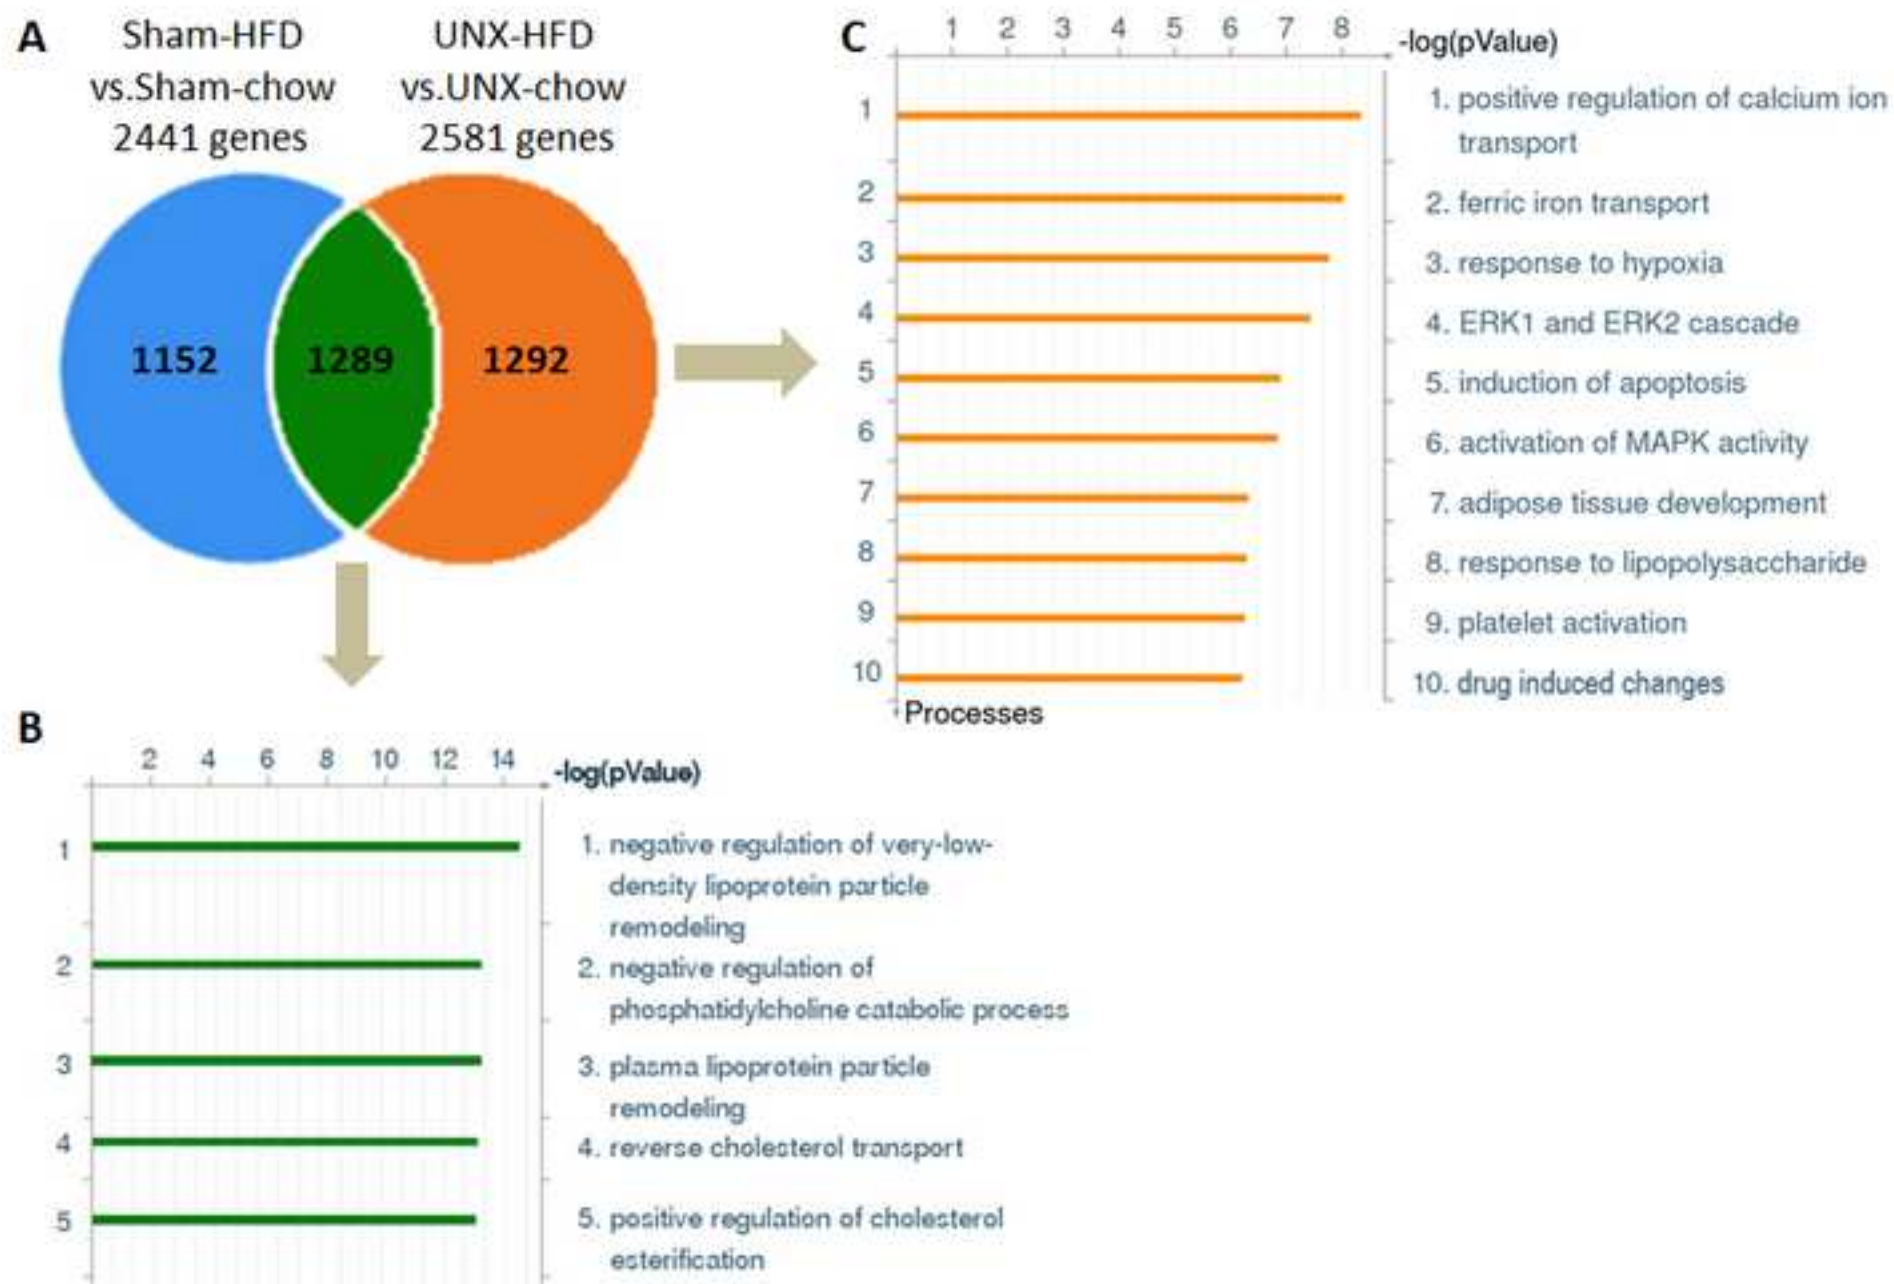 A
Sham-HFD
vs.Sham-chow
2441 genes
UNX-HFD
vs.UNX-chow
2581 genes
1152
1289
1292
B
2 4 6 8 10 12 14
-log(pValue)
1
2
3
4
5
1. negative regulation of very-low-
density lipoprotein particle
remodeling
2. negative regulation of
phosphatidylcholine catabolic process
3. plasma lipoprotein particle
remodeling
4. reverse cholesterol transport
5. positive regulation of cholesterol
esterification
C
1 2 3 4 5 6 7 8
-log(pValue)
1
2
3
4
5
6
7
8
9
10
Processes
1. positive regulation of calcium ion
transport
2. ferric iron transport
3. response to hypoxia
4. ERK1 and ERK2 cascade
5. induction of apoptosis
6. activation of MAPK activity
7. adipose tissue development
8. response to lipopolysaccharide
9. platelet activation
10. drug induced changes